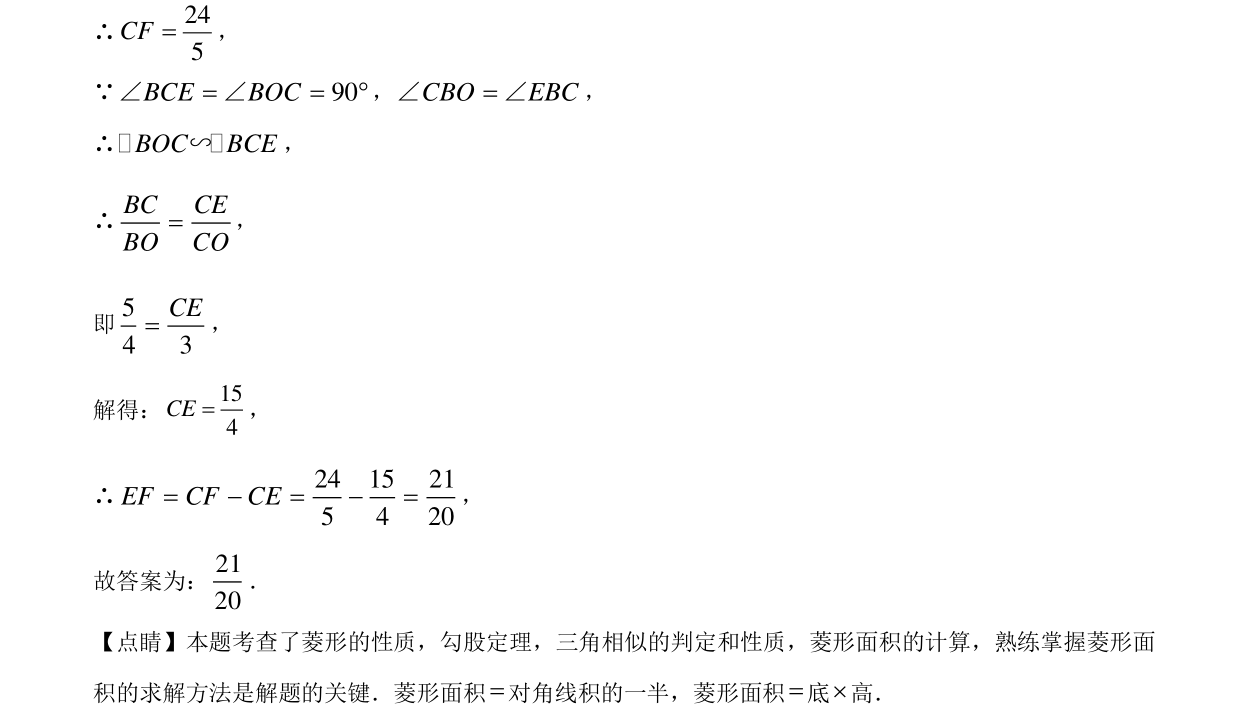 ∴ CF = 24/5，
∵ ∠BCE = ∠BOC = 90°，∠CBO = ∠EBC，
∴ □BOC∽□BCE，
∴ BC/BO = CE/CO，
即 5/4 = CE/3，
解得：CE = 15/4，
∴ EF = CF − CE = 24/5 − 15/4 = 21/20，
故答案为：21/20．
【点睛】本题考查了菱形的性质，勾股定理，三角相似的判定和性质，菱形面积的计算，熟练掌握菱形面
积的求解方法是解题的关键．菱形面积=对角线积的一半，菱形面积=底×高．